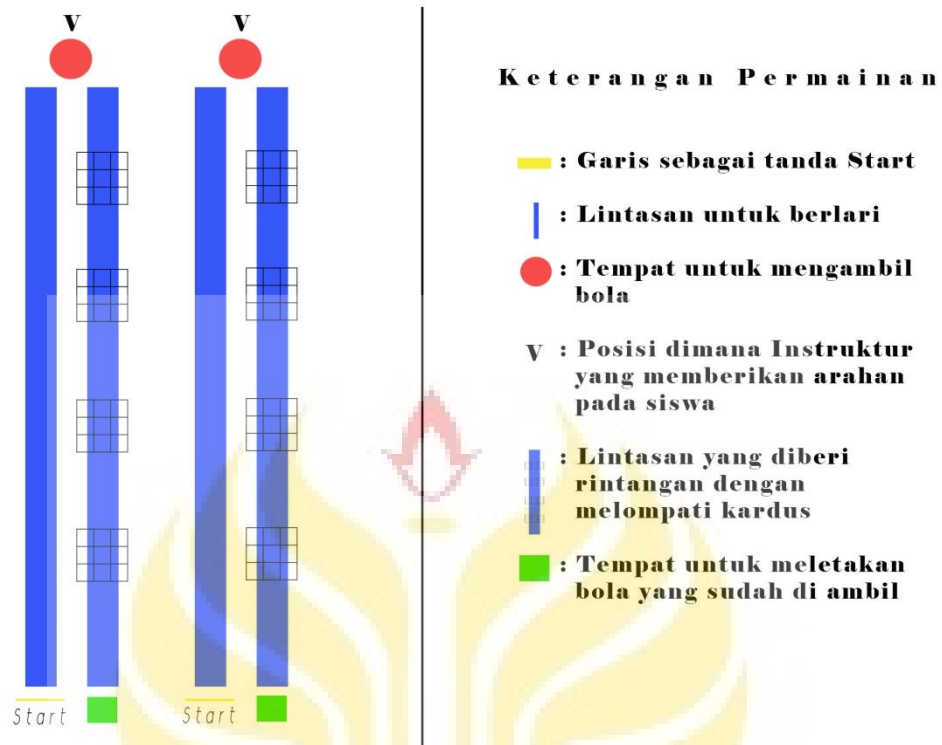 V V
Keterangan Permainan
: Garis sebagai tanda Start
: Lintasan untuk berlari
: Tempat untuk mengambil
bola
V : Posisi dimana Instruktur
yang memberikan arahan
pada siswa
: Lintasan yang diberi
rintangan dengan
melompati kardus
: Tempat untuk meletakan
bola yang sudah di ambil
Start Start